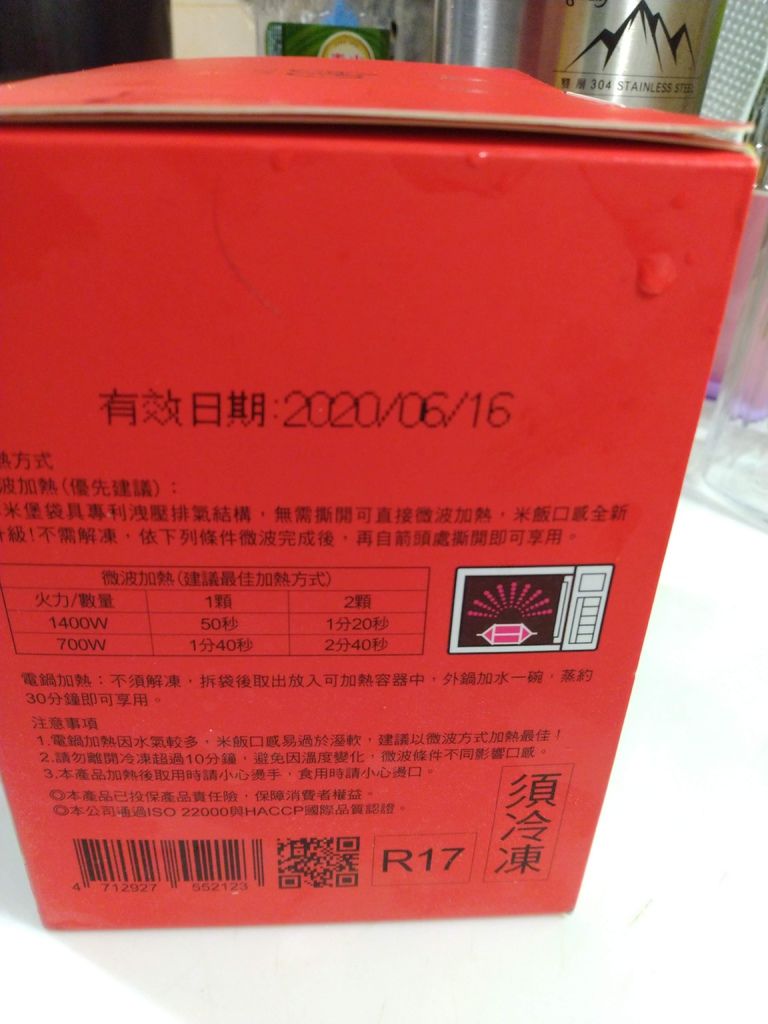 層 304 STAINLESS STEEL
有效日期:2020/06/16
熱方式
波加熱(優先建議)：
米堡袋具專利洩壓排氣結構，無需撕開可直接微波加熱，米飯口感全新
升級!不需解凍，依下列條件微波完成後，再自箭頭處撕開即可享用。
微波加熱(建議最佳加熱方式)
火力/數量 1顆 2顆
1400W 50秒 1分20秒
700W 1分40秒 2分40秒
電鍋加熱：不須解凍，拆袋後取出放入可加熱容器中，外鍋加水一碗，蒸約
30分鐘即可享用。
注意事項
1.電鍋加熱因水氣較多，米飯口感易過於溼軟，建議以微波方式加熱最佳！
2.請勿離開冷凍超過10分鐘，避免因溫度變化，微波條件不同影響口感。
3.本產品加熱後取用時請小心燙手，食用時請小心燙口。
◎本產品已投保產品責任險，保障消費者權益。
◎本公司通過ISO 22000與HACCP國際品質認證。
須冷凍
R17
4 712927 552123